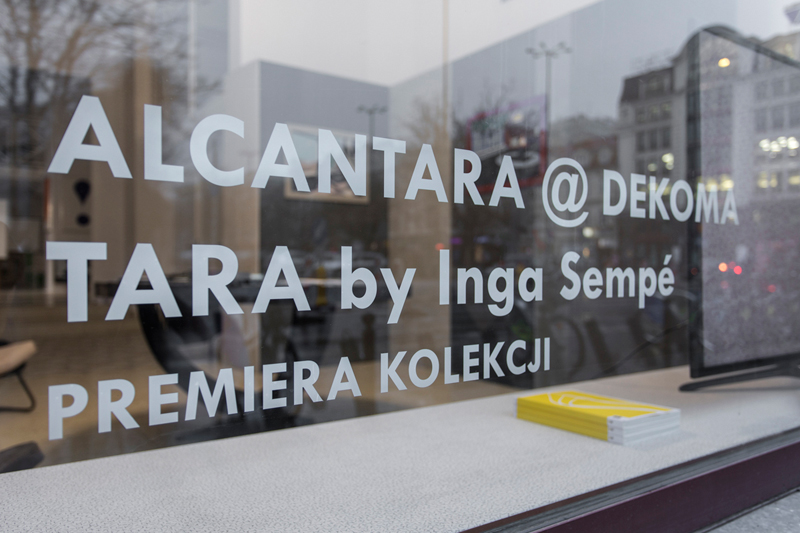 ALCANTARA @ DEKOMA
TARA by Inga Sempé
PREMIERA KOLEKCJI